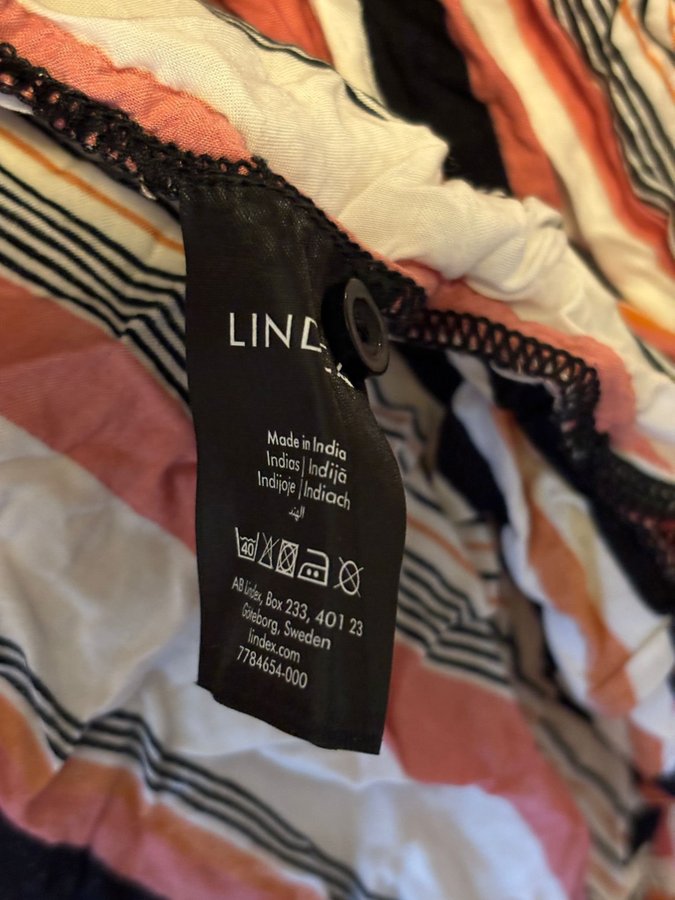 LIND
Made in India
Indias / Indijā
Indijoje / Indiach
الهند
40
AB Lindex, Box 233, 401 23
Göteborg, Sweden
lindex.com
7784654-000